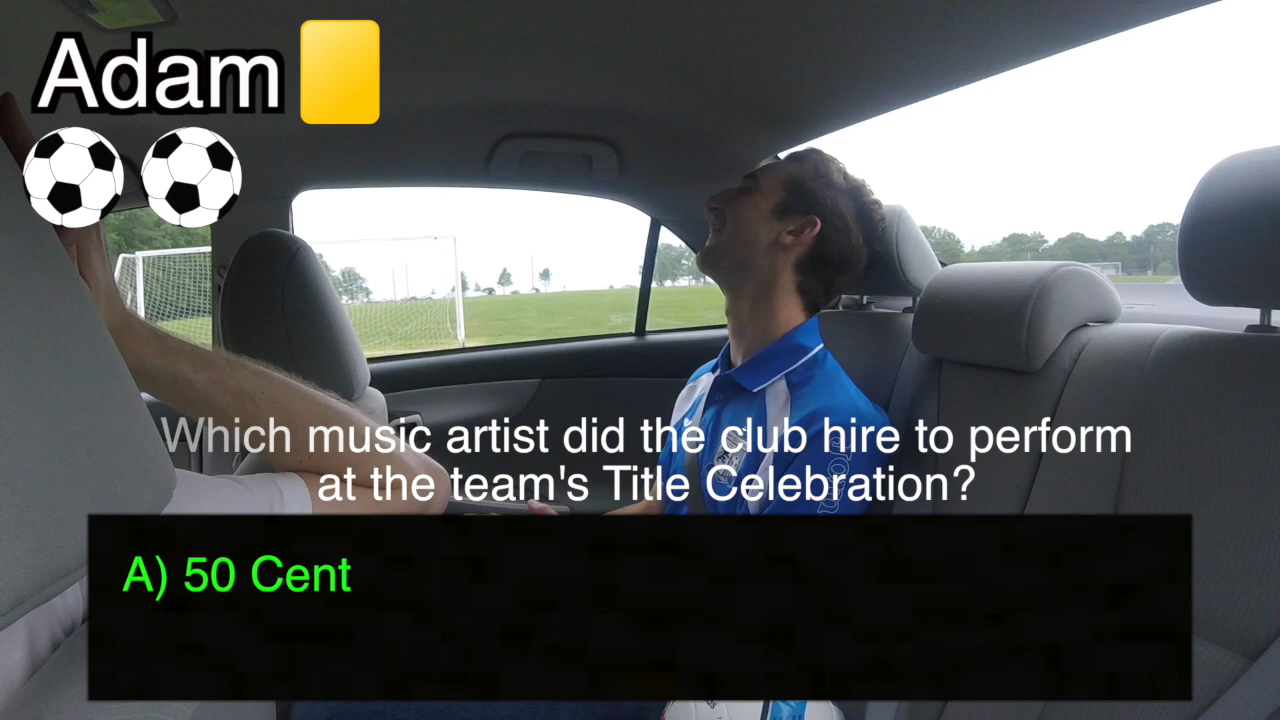 Adam
Which music artist did the club hire to perform
at the team's Title Celebration?
A) 50 Cent